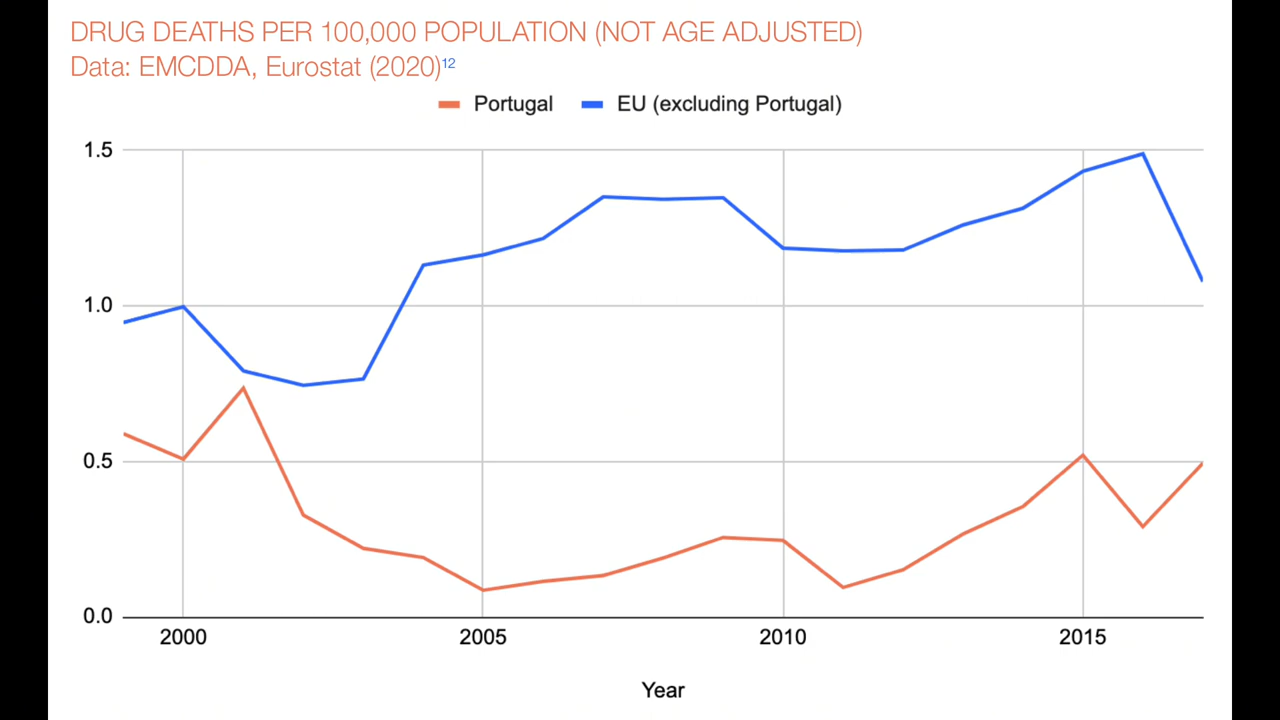 DRUG DEATHS PER 100,000 POPULATION (NOT AGE ADJUSTED)
Data: EMCDDA, Eurostat (2020)12
Portugal EU (excluding Portugal)
1.5
1.0
0.5
0.0
2000 2005 2010 2015
Year